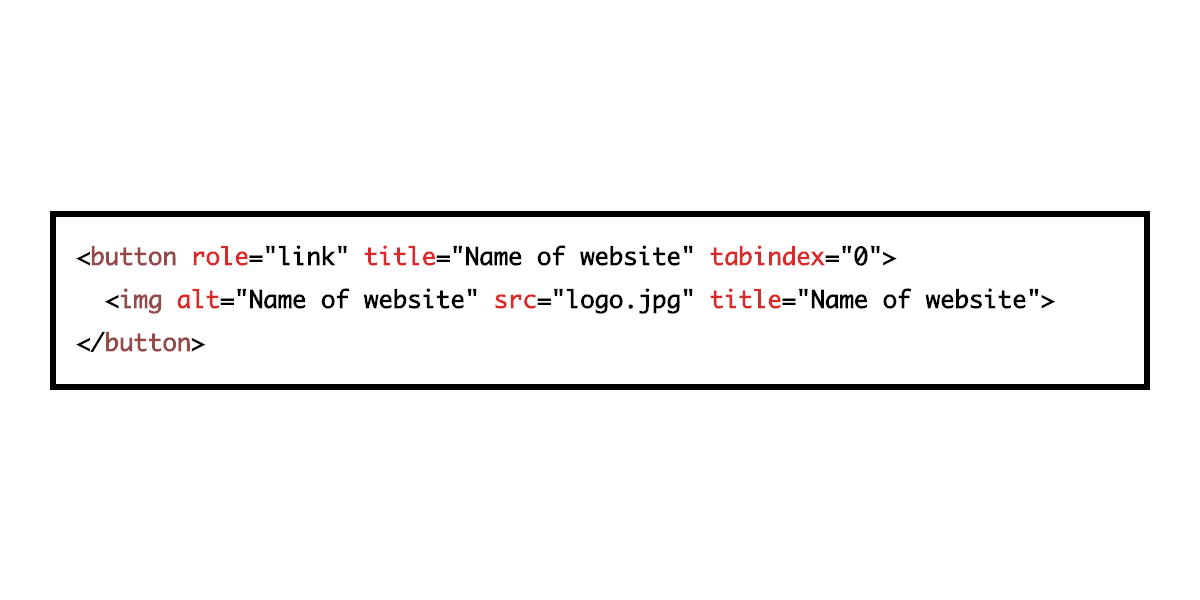 <button role="link" title="Name of website" tabindex="0">
  <img alt="Name of website" src="logo.jpg" title="Name of website">
</button>